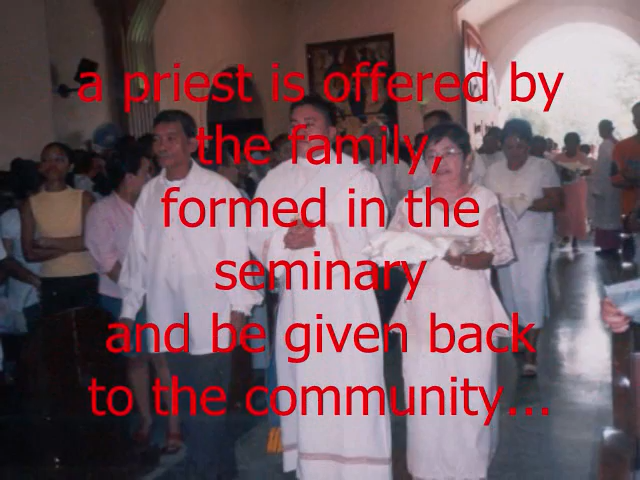 a priest is offered by
the family,
formed in the
seminary
and be given back
to the community...